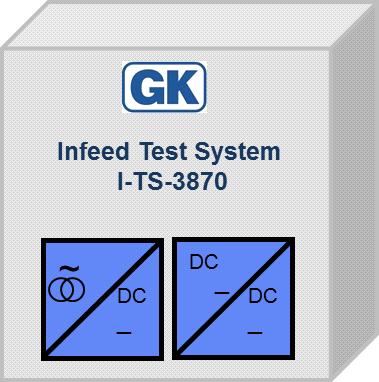 GK
Infeed Test System
I-TS-3870
~
DC
–
DC
–
DC
–